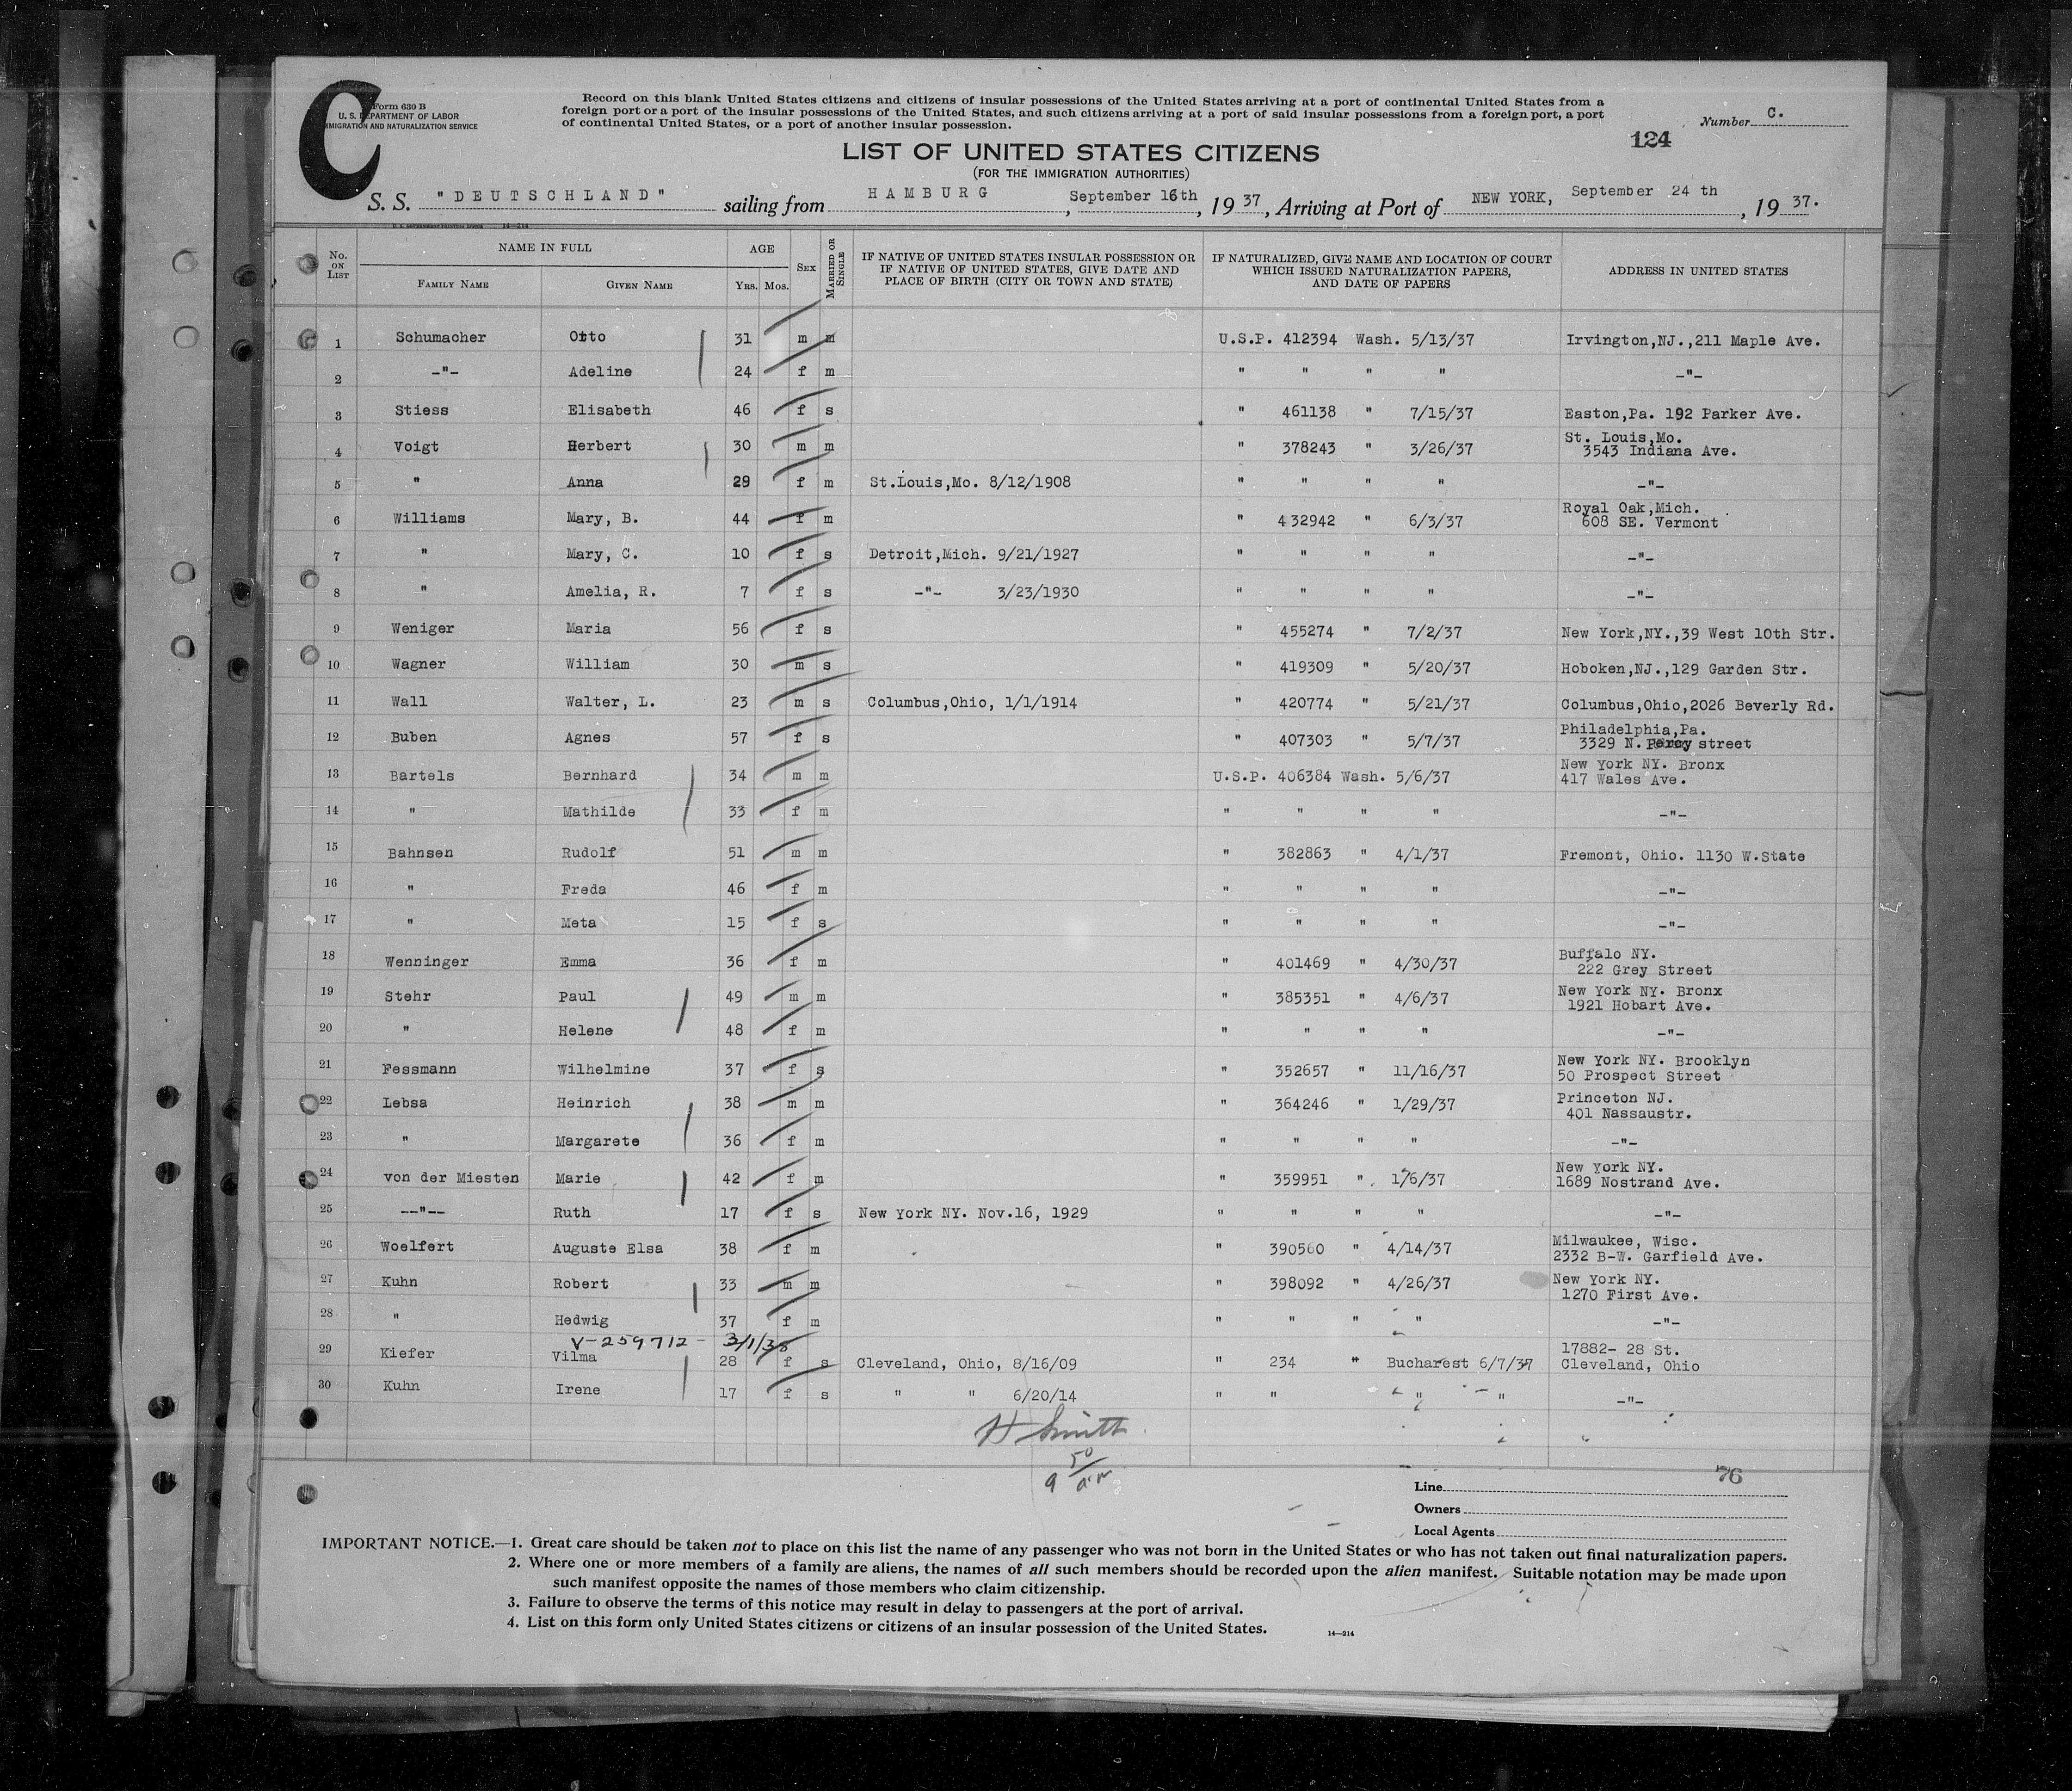 C
Form 630 B
U. S. DEPARTMENT OF LABOR
IMMIGRATION AND NATURALIZATION SERVICE
Record on this blank United States citizens and citizens of insular possessions of the United States arriving at a port of continental United States from a
foreign port or a port of the insular possessions of the United States, and such citizens arriving at a port of said insular possessions from a foreign port, a port
of continental United States, or a port of another insular possession.
Number C.
124
LIST OF UNITED STATES CITIZENS
(FOR THE IMMIGRATION AUTHORITIES)
S. S. "DEUTSCHLAND" sailing from HAMBURG, September 16th, 1937, Arriving at Port of NEW YORK, September 24 th, 1937.
U. S. GOVERNMENT PRINTING OFFICE 14—214
No. ON LIST NAME IN FULL AGE SEX MARRIED OR SINGLE IF NATIVE OF UNITED STATES INSULAR POSSESSION OR IF NATIVE OF UNITED STATES, GIVE DATE AND PLACE OF BIRTH (CITY OR TOWN AND STATE) IF NATURALIZED, GIVE NAME AND LOCATION OF COURT WHICH ISSUED NATURALIZATION PAPERS, AND DATE OF PAPERS ADDRESS IN UNITED STATES
FAMILY NAME GIVEN NAME YRS. MOS.
1 Schumacher Otto 31 m m U.S.P. 412394 Wash. 5/13/37 Irvington,NJ.,211 Maple Ave.
2 -"- Adeline 24 f m " " " " -"-
3 Stiess Elisabeth 46 f s " 461138 " 7/15/37 Easton,Pa. 192 Parker Ave.
4 Voigt Herbert 30 m m " 378243 " 3/26/37 St. Louis,Mo.
3543 Indiana Ave.
5 " Anna 29 f m St.Louis,Mo. 8/12/1908 " " " " -"-
6 Williams Mary, B. 44 f m " 432942 " 6/3/37 Royal Oak,Mich.
608 SE. Vermont
7 " Mary, C. 10 f s Detroit,Mich. 9/21/1927 " " " " -"-
8 " Amelia, R. 7 f s -"- 3/23/1930 " " " " -"-
9 Weniger Maria 56 f s " 455274 " 7/2/37 New York,NY.,39 West 10th Str.
10 Wagner William 30 m s " 419309 " 5/20/37 Hoboken,NJ.,129 Garden Str.
11 Wall Walter, L. 23 m s Columbus,Ohio, 1/1/1914 " 420774 " 5/21/37 Columbus,Ohio,2026 Beverly Rd.
12 Buben Agnes 57 f s " 407303 " 5/7/37 Philadelphia,Pa.
3329 N. street
13 Bartels Bernhard 34 m m U.S.P. 406384 Wash. 5/6/37 New York NY. Bronx
417 Wales Ave.
14 " Mathilde 33 f m " " " " -"-
15 Bahnsen Rudolf 51 m m " 382863 " 4/1/37 Fremont, Ohio. 1130 W.State
16 " Freda 46 f m " " " " -"-
17 " Meta 15 f s " " " " -"-
18 Wenninger Emma 36 f m " 401469 " 4/30/37 Buffalo NY.
222 Grey Street
19 Stehr Paul 49 m m " 385351 " 4/6/37 New York NY. Bronx
1921 Hobart Ave.
20 " Helene 48 f m " " " " -"-
21 Fessmann Wilhelmine 37 f s " 352657 " 11/16/37 New York NY. Brooklyn
50 Prospect Street
22 Lebsa Heinrich 38 m m " 364246 " 1/29/37 Princeton NJ.
401 Nassaustr.
23 " Margarete 36 f m " " " " -"-
24 von der Miesten Marie 42 f m " 359951 " 1/6/37 New York NY.
1689 Nostrand Ave.
25 --"-- Ruth 17 f s New York NY. Nov.16, 1929 " " " " -"-
26 Woelfert Auguste Elsa 38 f m " 390560 " 4/14/37 Milwaukee, Wisc.
2332 B-W. Garfield Ave.
27 Kuhn Robert 33 m m " 398092 " 4/26/37 New York NY.
1270 First Ave.
28 " Hedwig 37 f m " " " " -"-
V-259712 - 3/1/38
29 Kiefer Vilma 28 f s Cleveland, Ohio, 8/16/09 " 234 " Bucharest 6/7/37 17882- 28 St.
Cleveland, Ohio
30 Kuhn Irene 17 f s " " 6/20/14 " " " " -"-
H Smith
9 50 am
76
Line
Owners
Local Agents
IMPORTANT NOTICE.—1. Great care should be taken not to place on this list the name of any passenger who was not born in the United States or who has not taken out final naturalization papers.
2. Where one or more members of a family are aliens, the names of all such members should be recorded upon the alien manifest. Suitable notation may be made upon
such manifest opposite the names of those members who claim citizenship.
3. Failure to observe the terms of this notice may result in delay to passengers at the port of arrival.
4. List on this form only United States citizens or citizens of an insular possession of the United States.
14—214